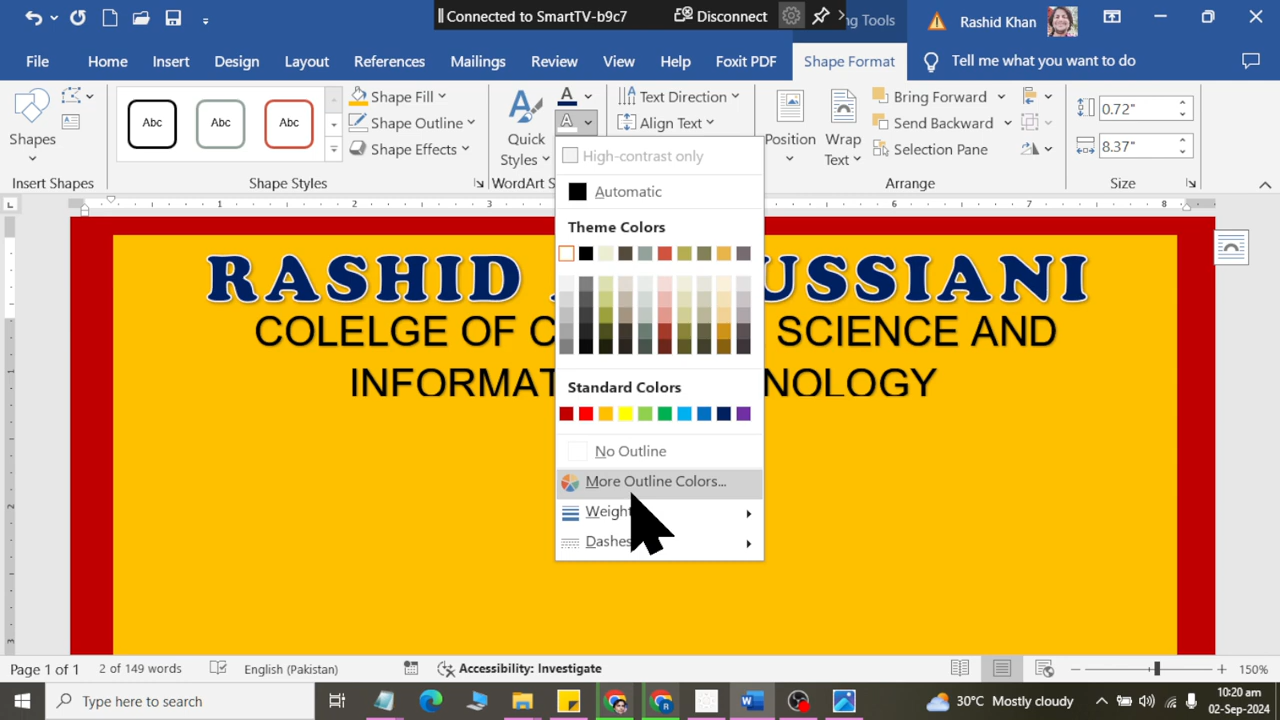 Connected to SmartTV-b9c7 Disconnect
Rashid Khan
File Home Insert Design Layout References Mailings Review View Help Foxit PDF Shape Format Tell me what you want to do
Shapes
Abc Abc Abc
Shape Fill
Shape Outline
Shape Effects
Quick
Styles
A
A
Text Direction
Align Text
Position
Wrap
Text
Bring Forward
Send Backward
Selection Pane
0.72"
8.37"
Insert Shapes Shape Styles WordArt S Arrange Size
High-contrast only
Automatic
Theme Colors
Standard Colors
No Outline
More Outline Colors...
Weight
Dashes
1 2 3 7 8
RASHID USSIANI
COLELGE OF C SCIENCE AND
INFORMAT NOLOGY
Page 1 of 1 2 of 149 words English (Pakistan) Accessibility: Investigate 150%
Type here to search 30°C Mostly cloudy 10:20 am
02-Sep-2024